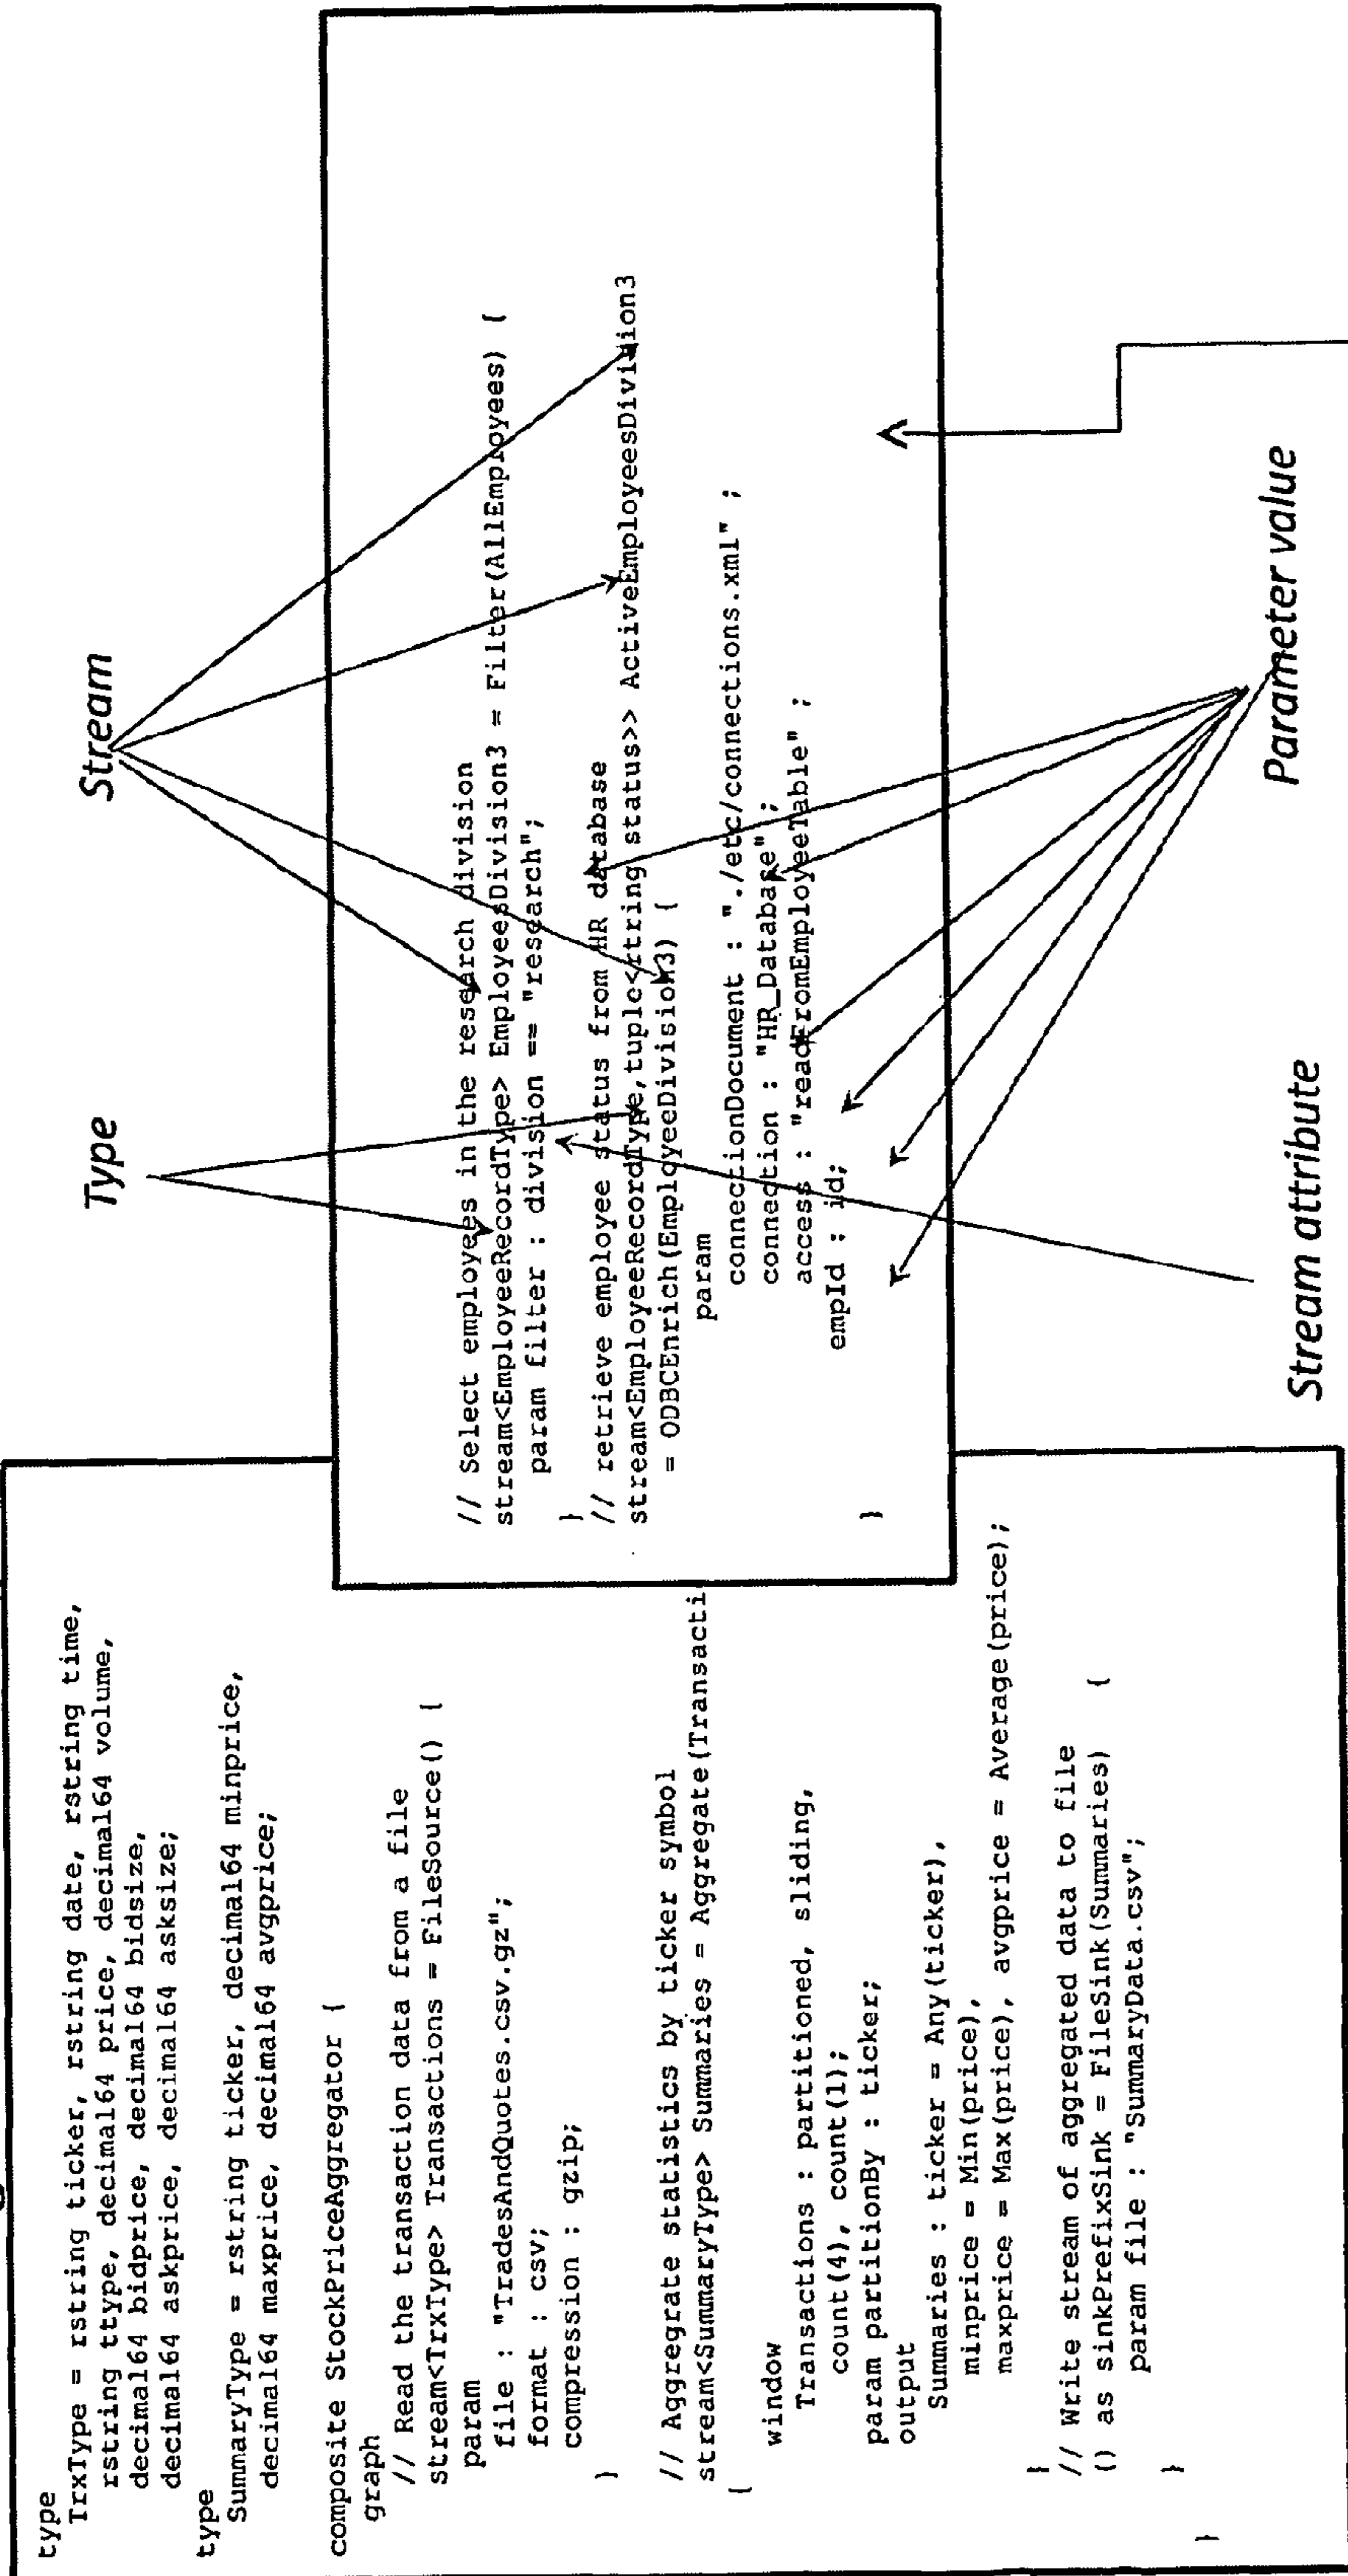 type
TrxType = rstring ticker, rstring date, rstring time,
rstring ttype, decimal64 price, decimal64 volume,
decimal64 bidprice, decimal64 bidsize,
decimal64 askprice, decimal64 asksize;
type
SummaryType = rstring ticker, decimal64 minprice,
decimal64 maxprice, decimal64 avgprice;
composite StockPriceAggregator {
graph
// Read the transaction data from a file
stream<TrxType> Transactions = FileSource() {
param
file : "TradesAndQuotes.csv.gz";
format : csv;
compression : gzip;
}
// Aggregate statistics by ticker symbol
stream<SummaryType> Summaries = Aggregate(Transacti
{
window
Transactions : partitioned, sliding,
count(4), count(1);
param partitionBy : ticker;
output
Summaries : ticker = Any(ticker),
minprice = Min(price),
maxprice = Max(price), avgprice = Average(price);
}
// Write stream of aggregated data to file
() as sinkPrefixSink = FileSink(Summaries) {
param file : "SummaryData.csv";
}
}
Type
Stream
// Select employees in the research division
stream<EmployeeRecordType> EmployeesDivision3 = Filter(AllEmployees) {
param filter : division == "research";
}
// retrieve employee status from HR database
stream<EmployeeRecordType,tuple<rtring status>> ActiveEmployeesDivision3
= ODBCEnrich(EmployeeDivision3) {
param
connectionDocument : "./etc/connections.xml" ;
connection : "HR_Database" ;
access : "readFromEmployeeTable" ;
empId : id;
}
Stream attribute
Parameter value